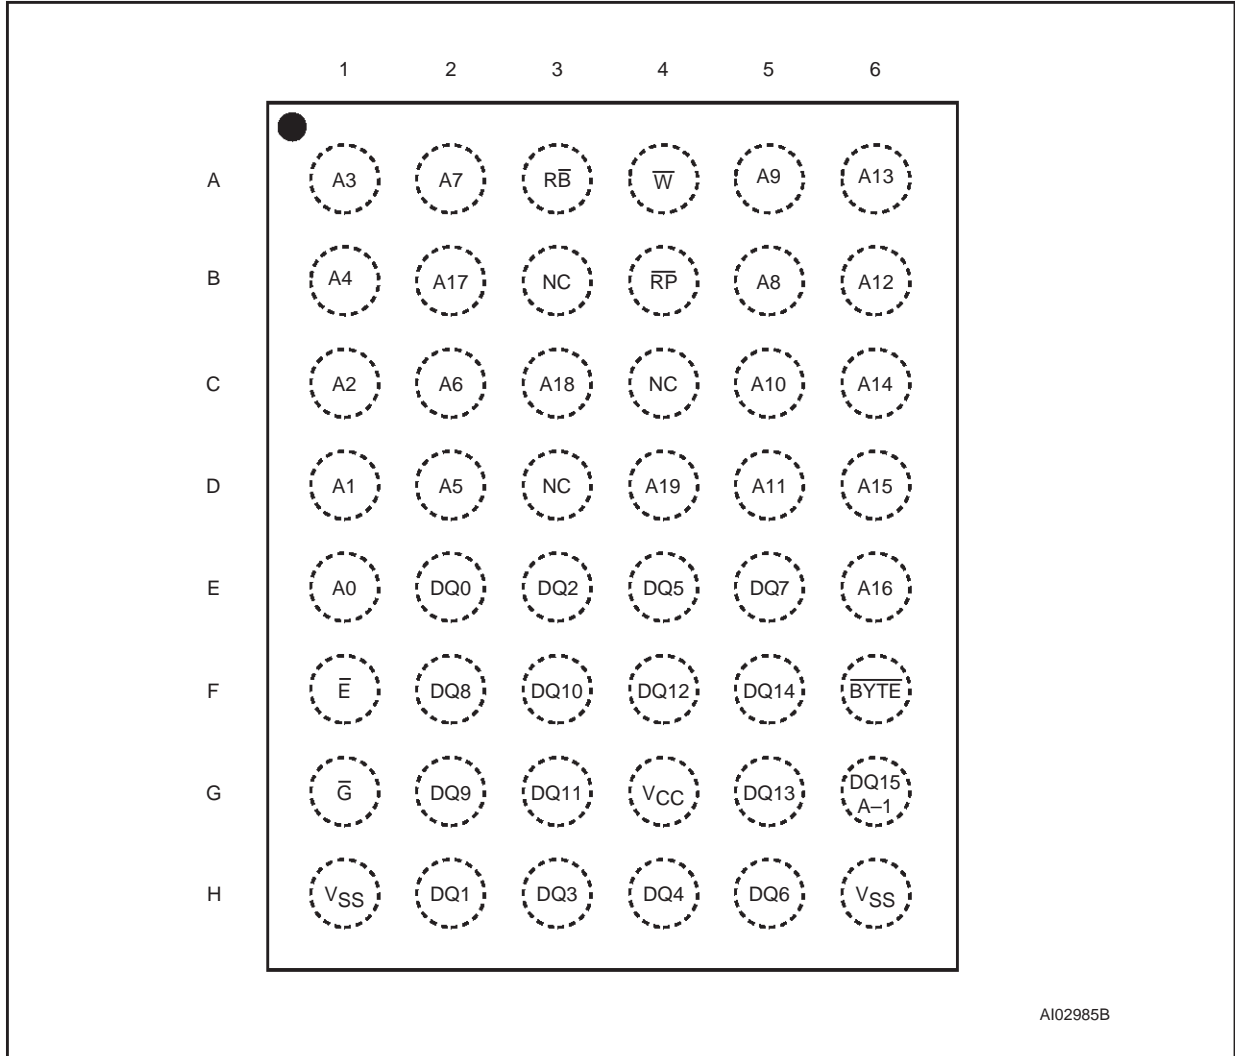 1 2 3 4 5 6
A A3 A7 RB̅ W̅ A9 A13
B A4 A17 NC R̅P̅ A8 A12
C A2 A6 A18 NC A10 A14
D A1 A5 NC A19 A11 A15
E A0 DQ0 DQ2 DQ5 DQ7 A16
F E̅ DQ8 DQ10 DQ12 DQ14 B̅Y̅T̅E̅
G G̅ DQ9 DQ11 VCC DQ13 DQ15
A–1
H VSS DQ1 DQ3 DQ4 DQ6 VSS
AI02985B